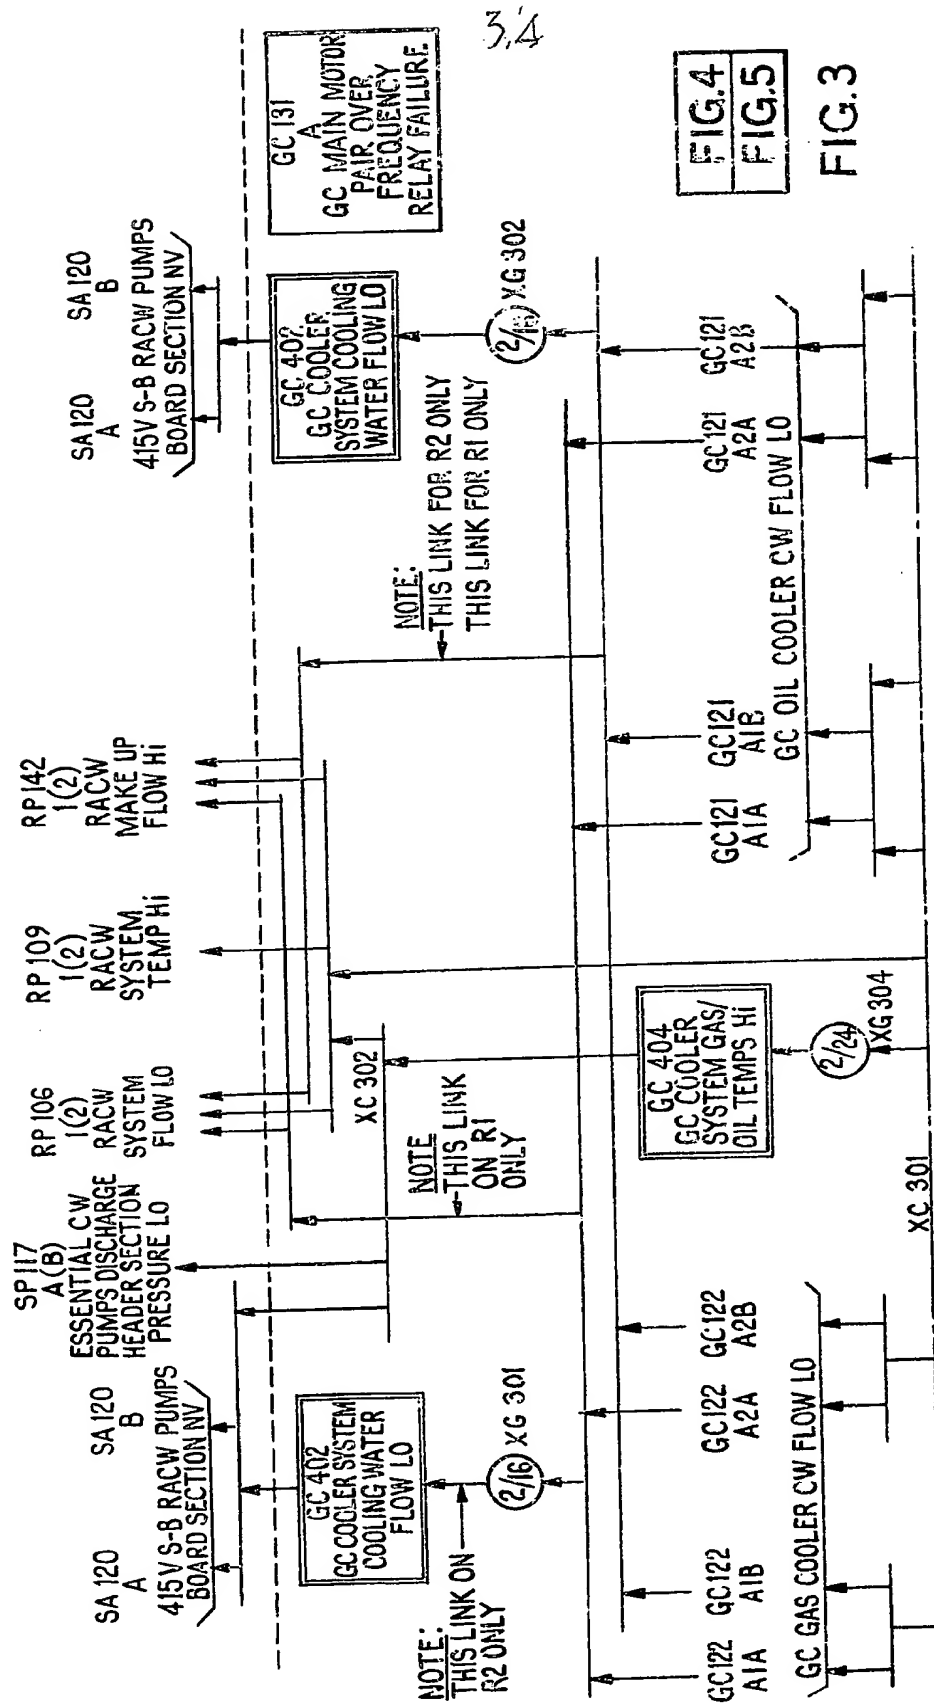 SA 120
A
SA 120
B
415V S-B RACW PUMPS
BOARD SECTION NV
SP117
A(B)
ESSENTIAL CW
PUMPS DISCHARGE
HEADER SECTION
PRESSURE LO
RP106
1(2)
RACW
SYSTEM
FLOW LO
RP109
1(2)
RACW
SYSTEM
TEMP Hi
RP142
1(2)
RACW
MAKE UP
FLOW Hi
SA 120
A
SA 120
B
415V S-B RACW PUMPS
BOARD SECTION NV
GC 402
GC COOLER SYSTEM
COOLING WATER
FLOW LO
XC 302
GC 402
GC COOLER
SYSTEM COOLING
WATER FLOW LO
GC 131
A
GC MAIN MOTOR
PAIR OVER
FREQUENCY
RELAY FAILURE
3,4
NOTE:
THIS LINK ON
R2 ONLY
2/16
XG 301
NOTE
THIS LINK
ON R1
ONLY
NOTE:
THIS LINK FOR R2 ONLY
THIS LINK FOR R1 ONLY
XG 302
GC 404
GC COOLER
SYSTEM GAS/
OIL TEMPS Hi
2/24
XG304
GC122
A1A
GC122
A1B
GC122
A2A
GC122
A2B
GC GAS COOLER CW FLOW LO
GC121
A1A
GC121
A1B
GC121
A2A
GC121
A2B
GC OIL COOLER CW FLOW LO
XC 301
FIG.4
FIG.5
FIG.3